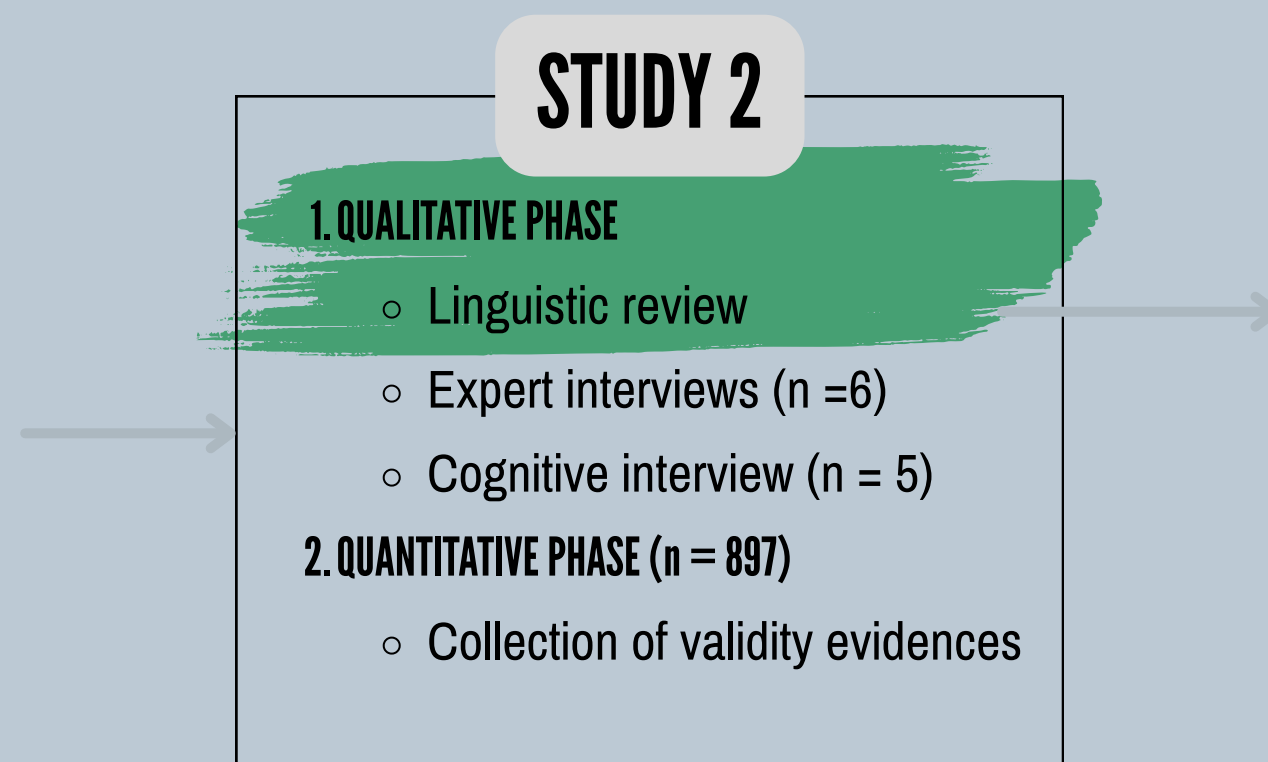 STUDY 2
1. QUALITATIVE PHASE
Linguistic review
Expert interviews (n =6)
Cognitive interview (n = 5)
2. QUANTITATIVE PHASE (n = 897)
Collection of validity evidences